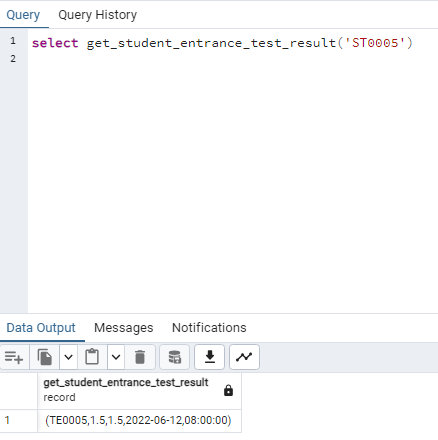 Query Query History
1 select get_student_entrance_test_result('ST0005')
2
Data Output Messages Notifications
get_student_entrance_test_result
record
1 (TE0005,1.5,1.5,2022-06-12,08:00:00)